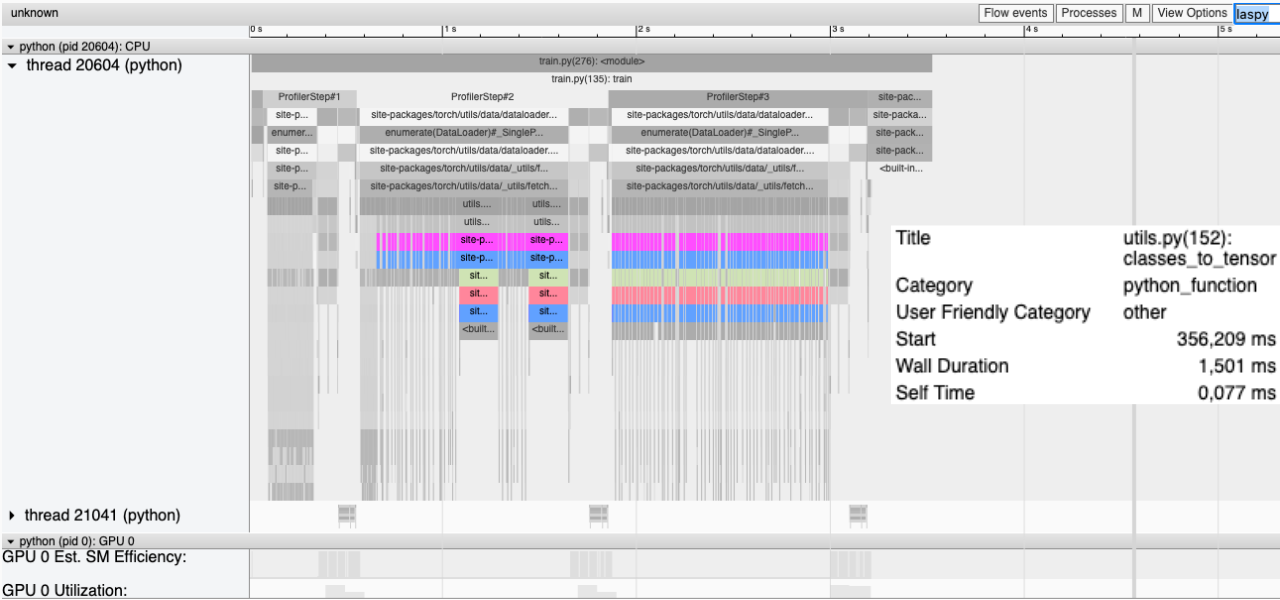 unknown
Flow events Processes M View Options laspy
0 s 1 s 2 s 3 s 4 s 5 s
python (pid 20604): CPU
thread 20604 (python)
train.py(276): <module>
train.py(135): train
ProfilerStep#1 ProfilerStep#2 ProfilerStep#3 site-pac...
site-p... site-packages/torch/utils/data/dataloader... site-packages/torch/utils/data/dataloader.... site-packa...
enumer... enumerate(DataLoader)#_SingleP... enumerate(DataLoader)#_SingleP... site-pack...
site-p... site-packages/torch/utils/data/dataloader.... site-packages/torch/utils/data/dataloader.... site-pack...
site-p... site-packages/torch/utils/data/_utils/f... site-packages/torch/utils/data/_utils/f... <built-in...
site-p... site-packages/torch/utils/data/_utils/fetch... site-packages/torch/utils/data/_utils/fetch...
utils.... utils....
utils... utils...
site-p... site-p...
site-p... site-p...
sit... sit...
sit... sit...
sit... sit...
<built... <built...
Title utils.py(152):
classes_to_tensor
Category python_function
User Friendly Category other
Start 356,209 ms
Wall Duration 1,501 ms
Self Time 0,077 ms
thread 21041 (python)
python (pid 0): GPU 0
GPU 0 Est. SM Efficiency:
GPU 0 Utilization: